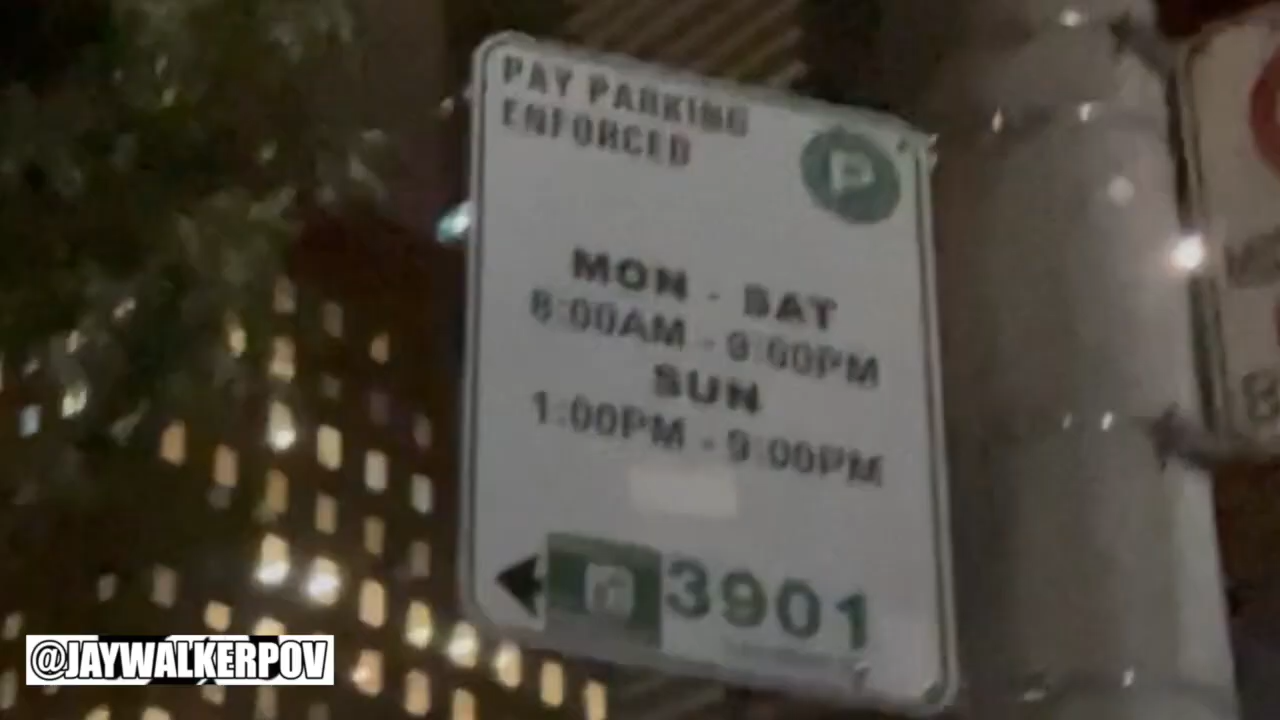 PAY PARKING
ENFORCED
P
MON - SAT
8:00AM - 9:00PM
SUN
1:00PM - 9:00PM
3901
@JAYWALKERPOV